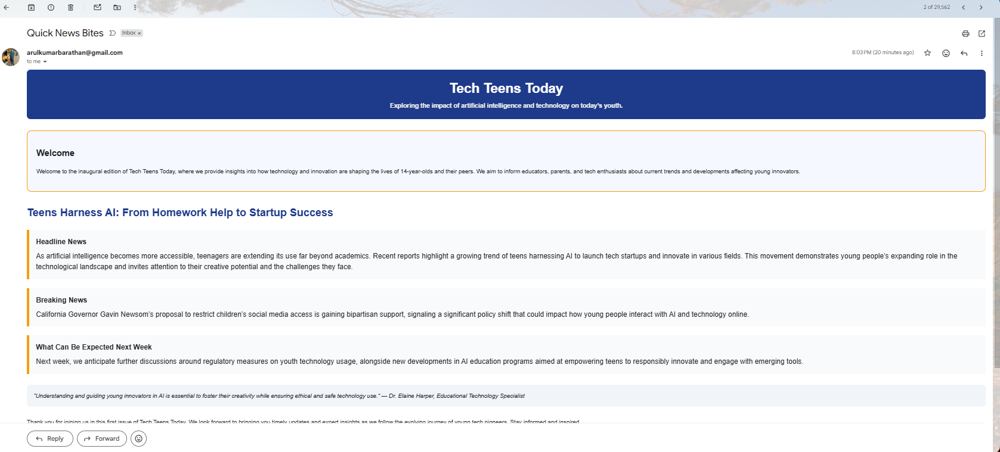 2 of 29,562
Quick News Bites
Inbox ×
arulkumarbarathan@gmail.com
8:03 PM (20 minutes ago)
to me
Tech Teens Today
Exploring the impact of artificial intelligence and technology on today's youth.
Welcome
Welcome to the inaugural edition of Tech Teens Today, where we provide insights into how technology and innovation are shaping the lives of 14-year-olds and their peers. We aim to inform educators, parents, and tech enthusiasts about current trends and developments affecting young innovators.
Teens Harness AI: From Homework Help to Startup Success
Headline News
As artificial intelligence becomes more accessible, teenagers are extending its use far beyond academics. Recent reports highlight a growing trend of teens harnessing AI to launch tech startups and innovate in various fields. This movement demonstrates young people's expanding role in the
technological landscape and invites attention to their creative potential and the challenges they face.
Breaking News
California Governor Gavin Newsom's proposal to restrict children's social media access is gaining bipartisan support, signaling a significant policy shift that could impact how young people interact with AI and technology online.
What Can Be Expected Next Week
Next week, we anticipate further discussions around regulatory measures on youth technology usage, alongside new developments in AI education programs aimed at empowering teens to responsibly innovate and engage with emerging tools.
"Understanding and guiding young innovators in AI is essential to foster their creativity while ensuring ethical and safe technology use." — Dr. Elaine Harper, Educational Technology Specialist
Thank you for joining us in this first issue of Tech Teens Today. We look forward to bringing you timely updates and expert insights as we follow the evolving journey of young tech pioneers. Stay informed and inspired.
Reply
Forward